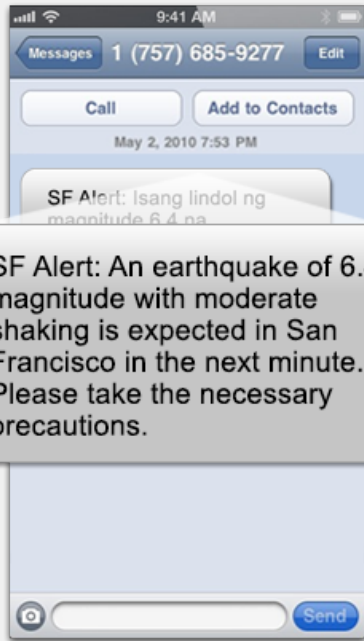 9:41 AM
Messages
1 (757) 685-9277
Edit
Call
Add to Contacts
May 2, 2010 7:53 PM
SF Alert: Isang lindol ng
magnitude 6.4 na
SF Alert: An earthquake of 6.
magnitude with moderate
shaking is expected in San
Francisco in the next minute.
Please take the necessary
precautions.
Send